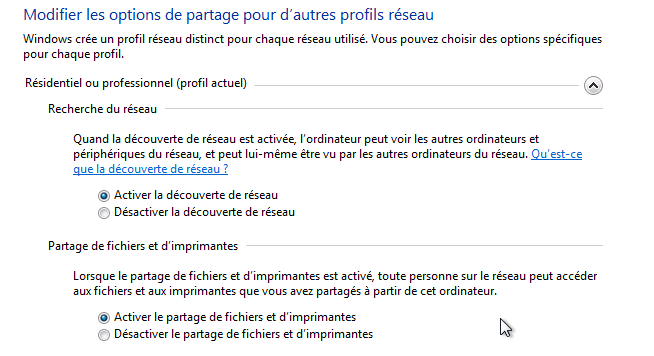 Modifier les options de partage pour d'autres profils réseau
Windows crée un profil réseau distinct pour chaque réseau utilisé. Vous pouvez choisir des options spécifiques
pour chaque profil.
Résidentiel ou professionnel (profil actuel)
Recherche du réseau
Quand la découverte de réseau est activée, l'ordinateur peut voir les autres ordinateurs et
périphériques du réseau, et peut lui-même être vu par les autres ordinateurs du réseau. Qu'est-ce
que la découverte de réseau ?
Activer la découverte de réseau
Désactiver la découverte de réseau
Partage de fichiers et d'imprimantes
Lorsque le partage de fichiers et d'imprimantes est activé, toute personne sur le réseau peut accéder
aux fichiers et aux imprimantes que vous avez partagés à partir de cet ordinateur.
Activer le partage de fichiers et d'imprimantes
Désactiver le partage de fichiers et d'imprimantes